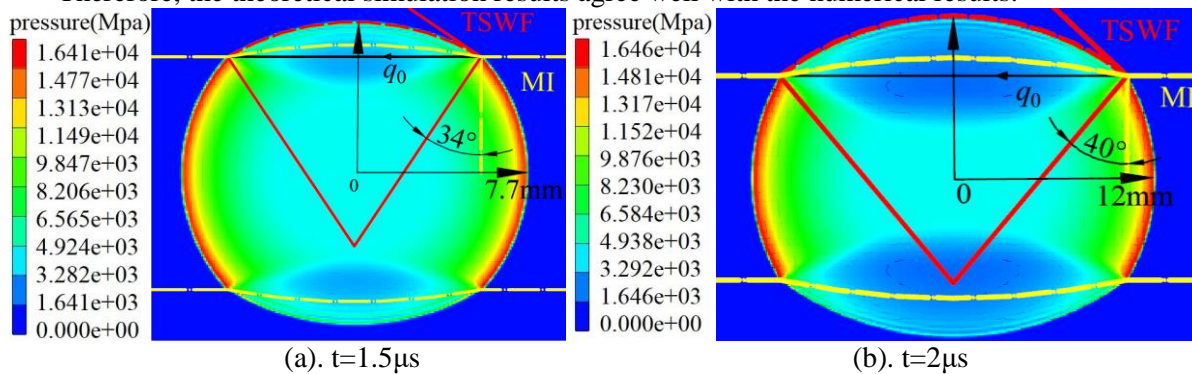 Therefore, the theoretical simulation results agree well with the numerical results.
pressure(Mpa)
1.641e+04
1.477e+04
1.313e+04
1.149e+04
9.847e+03
8.206e+03
6.565e+03
4.924e+03
3.282e+03
1.641e+03
0.000e+00
TSWF
MI
q0
34°
0
7.7mm
(a). t=1.5μs
pressure(Mpa)
1.646e+04
1.481e+04
1.317e+04
1.152e+04
9.876e+03
8.230e+03
6.584e+03
4.938e+03
3.292e+03
1.646e+03
0.000e+00
TSWF
MI
q0
40°
0
12mm
(b). t=2μs